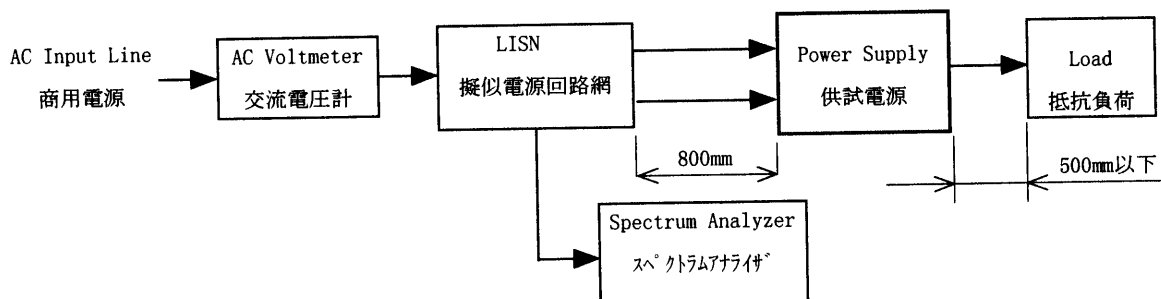 AC Input Line
商用電源
AC Voltmeter
交流電圧計
LISN
擬似電源回路網
Power Supply
供試電源
Load
抵抗負荷
800mm
500mm以下
Spectrum Analyzer
ｽﾍﾟｸﾄﾗﾑｱﾅﾗｲｻﾞ